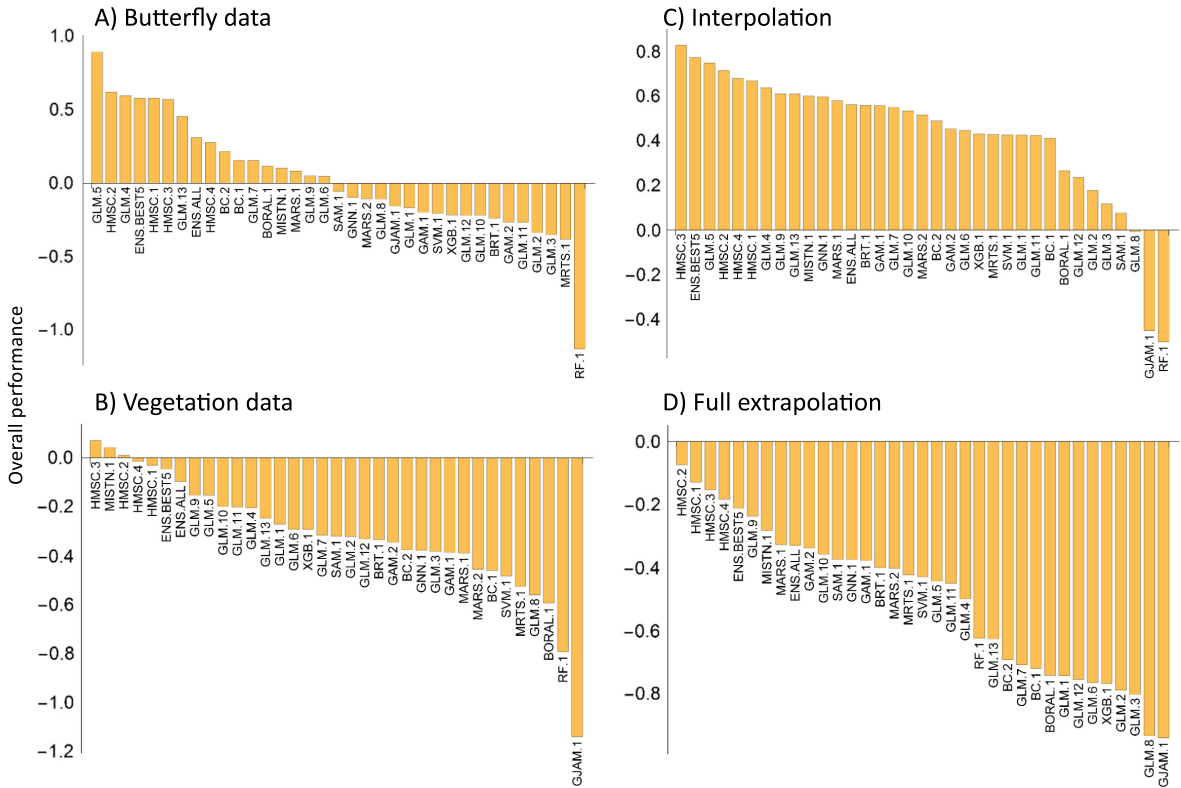 A) Butterfly data
1.0
0.5
0.0
−0.5
−1.0
GLM.5
HMSC.2
GLM.4
ENS.BEST5
HMSC.1
HMSC.3
GLM.13
ENS.ALL
HMSC.4
BC.2
BC.1
GLM.7
BORAL.1
MISTN.1
MARS.1
GLM.9
GLM.6
SAM.1
GNN.1
MARS.2
GLM.8
GJAM.1
GLM.1
GAM.1
SVM.1
XGB.1
GLM.12
GLM.10
BRT.1
GAM.2
GLM.11
GLM.2
GLM.3
MRTS.1
RF.1
Overall performance
B) Vegetation data
0.0
−0.2
−0.4
−0.6
−0.8
−1.0
−1.2
HMSC.3
MISTN.1
HMSC.2
HMSC.4
HMSC.1
ENS.BEST5
ENS.ALL
GLM.9
GLM.5
GLM.10
GLM.11
GLM.4
GLM.13
GLM.1
GLM.6
XGB.1
GLM.7
SAM.1
GLM.2
GLM.12
BRT.1
GAM.2
BC.2
GNN.1
GLM.3
GAM.1
MARS.1
MARS.2
BC.1
SVM.1
MRTS.1
GLM.8
BORAL.1
RF.1
GJAM.1
C) Interpolation
0.8
0.6
0.4
0.2
0.0
−0.2
−0.4
HMSC.3
ENS.BEST5
GLM.5
HMSC.2
HMSC.4
HMSC.1
GLM.4
GLM.9
GLM.13
MISTN.1
GNN.1
MARS.1
ENS.ALL
BRT.1
GAM.1
GLM.7
GLM.10
MARS.2
BC.2
GAM.2
GLM.6
XGB.1
MRTS.1
SVM.1
GLM.1
GLM.11
BC.1
BORAL.1
GLM.12
GLM.2
GLM.3
SAM.1
GLM.8
GJAM.1
RF.1
D) Full extrapolation
0.0
−0.2
−0.4
−0.6
−0.8
HMSC.2
HMSC.1
HMSC.3
HMSC.4
ENS.BEST5
GLM.9
MISTN.1
MARS.1
ENS.ALL
GAM.2
GLM.10
SAM.1
GNN.1
GAM.1
BRT.1
MARS.2
MRTS.1
SVM.1
GLM.5
GLM.11
GLM.4
RF.1
GLM.13
BC.2
GLM.7
BC.1
BORAL.1
GLM.1
GLM.12
GLM.6
XGB.1
GLM.2
GLM.3
GLM.8
GJAM.1